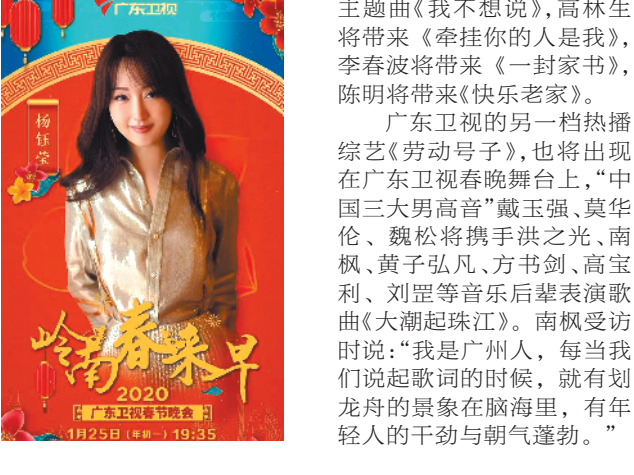 广东卫视
杨钰莹
岭南春来早
2020
广东卫视春节晚会
1月25日（年初一）19:35
主题曲《我不想说》，高林生
将带来《牵挂你的人是我》，
李春波将带来《一封家书》，
陈明将带来《快乐老家》。
广东卫视的另一档热播
综艺《劳动号子》，也将出现
在广东卫视春晚舞台上，“中
国三大男高音”戴玉强、莫华
伦、魏松将携手洪之光、南
枫、黄子弘凡、方书剑、高宝
利、刘罡等音乐后辈表演歌
曲《大潮起珠江》。南枫受访
时说：“我是广州人，每当我
们说起歌词的时候，就有划
龙舟的景象在脑海里，有年
轻人的干劲与朝气蓬勃。”